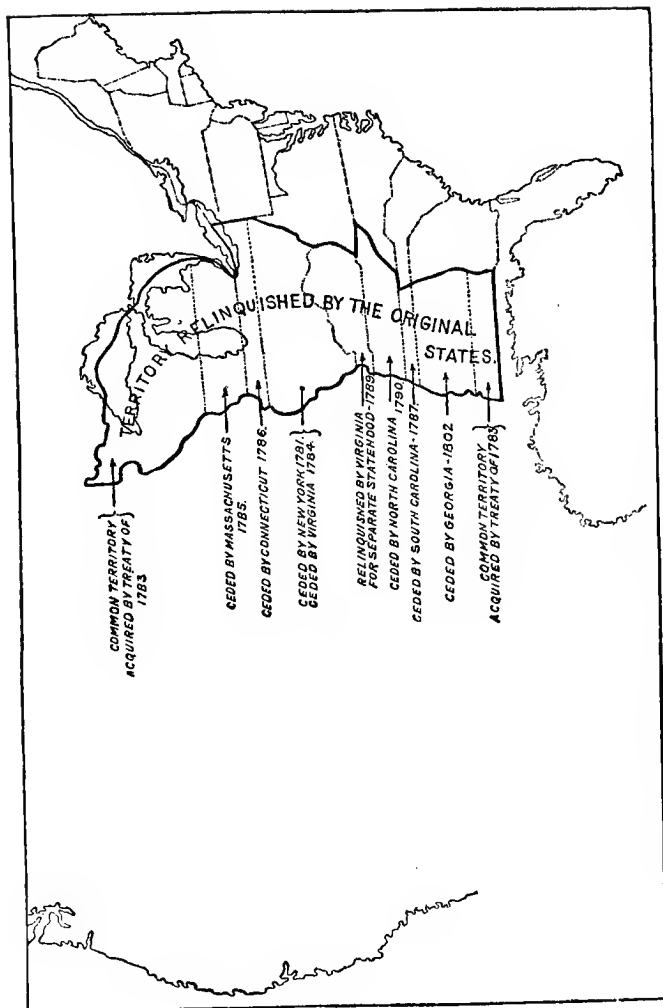 TERRITORY RELINQUISHED BY THE ORIGINAL
STATES.
COMMON TERRITORY
ACQUIRED BY TREATY OF
1783
CEDED BY MASSACHUSETTS
1785.
CEDED BY CONNECTICUT 1786.
CEDED BY NEW YORK 1781.
CEDED BY VIRGINIA 1784.
RELINQUISHED BY VIRGINIA
FOR SEPARATE STATEHOOD-1789.
CEDED BY NORTH CAROLINA
1790.
CEDED BY SOUTH CAROLINA-1787.
CEDED BY GEORGIA-1802
COMMON TERRITORY
ACQUIRED BY TREATY OF 1783